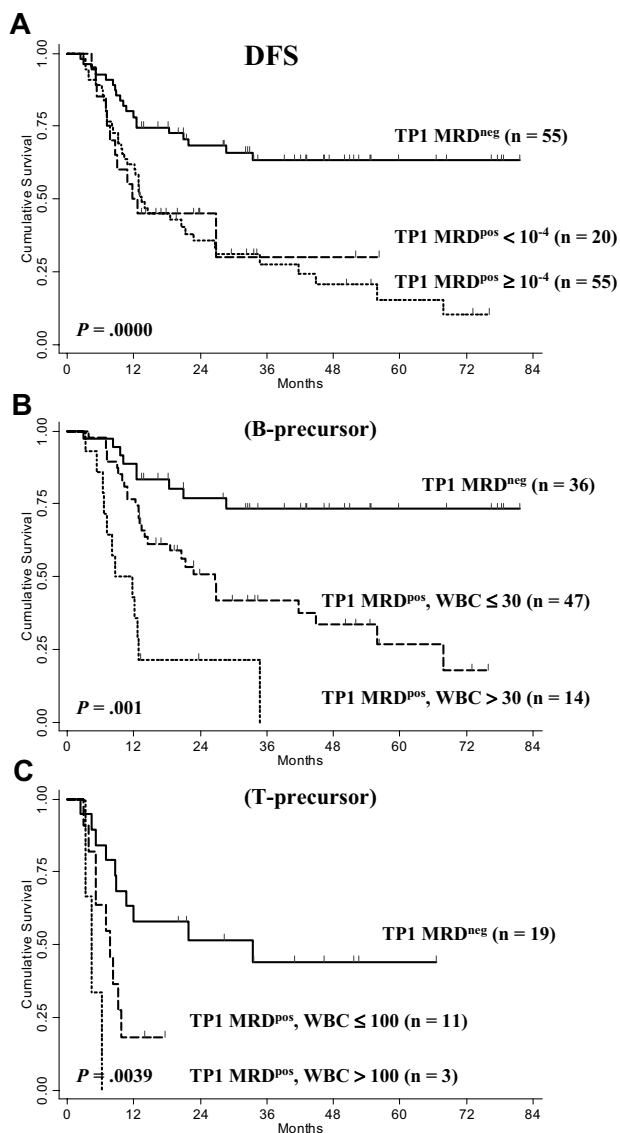 A
DFS
1.00
0.75
0.50
0.25
0.00
Cumulative Survival
TP1 MRDneg (n = 55)
TP1 MRDpos < 10-4 (n = 20)
TP1 MRDpos ≥ 10-4 (n = 55)
P = .0000
0 12 24 36 48 60 72 84
Months
B
(B-precursor)
1.00
0.75
0.50
0.25
0.00
Cumulative Survival
TP1 MRDneg (n = 36)
TP1 MRDpos, WBC ≤ 30 (n = 47)
TP1 MRDpos, WBC > 30 (n = 14)
P = .001
0 12 24 36 48 60 72 84
Months
C
(T-precursor)
1.00
0.75
0.50
0.25
0.00
Cumulative Survival
TP1 MRDneg (n = 19)
TP1 MRDpos, WBC ≤ 100 (n = 11)
P = .0039 TP1 MRDpos, WBC > 100 (n = 3)
0 12 24 36 48 60 72 84
Months